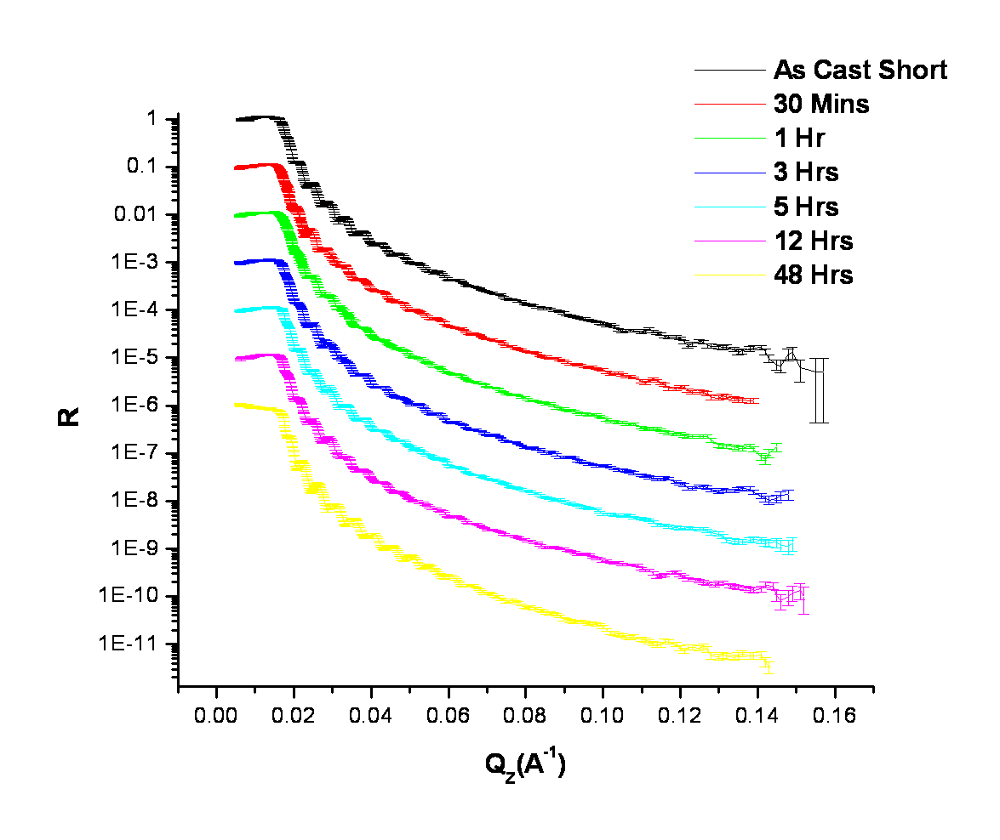 As Cast Short
30 Mins
1 Hr
3 Hrs
5 Hrs
12 Hrs
48 Hrs
1
0.1
0.01
1E-3
1E-4
1E-5
1E-6
1E-7
1E-8
1E-9
1E-10
1E-11
R
0.00 0.02 0.04 0.06 0.08 0.10 0.12 0.14 0.16
Qz(A-1)